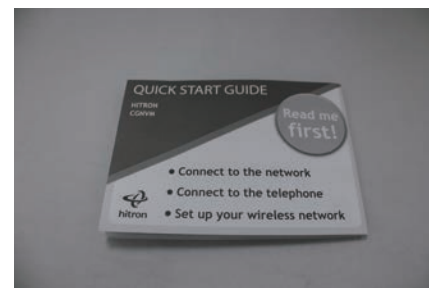 QUICK START GUIDE
HITRON
CGNVM
Read me
first!
• Connect to the network
• Connect to the telephone
• Set up your wireless network
hitron